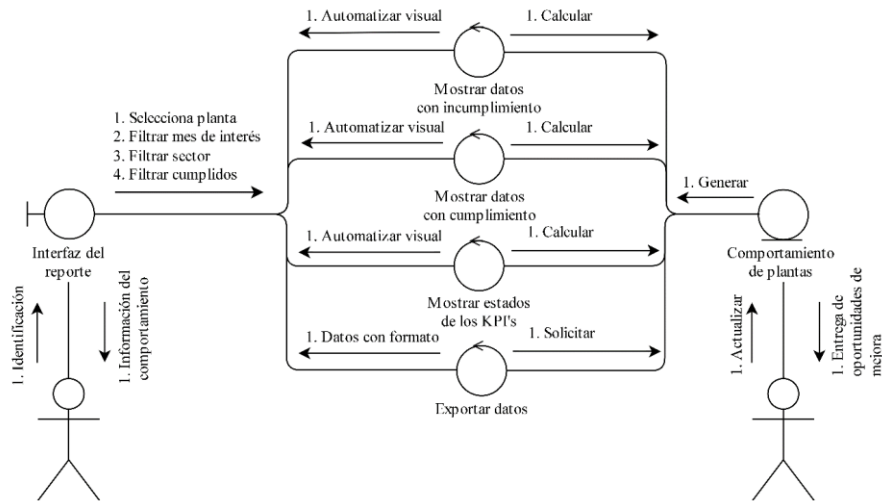 1. Automatizar visual
1. Calcular
Mostrar datos
con incumplimiento
1. Selecciona planta
2. Filtrar mes de interés
3. Filtrar sector
4. Filtrar cumplidos
1. Automatizar visual
1. Calcular
Mostrar datos
con cumplimiento
1. Generar
Interfaz del
reporte
1. Automatizar visual
1. Calcular
Mostrar estados
de los KPI's
Comportamiento
de plantas
1. Identificación
1. Información del
comportamiento
1. Datos con formato
1. Solicitar
Exportar datos
1. Actualizar
1. Entrega de
oportunidades de
mejora